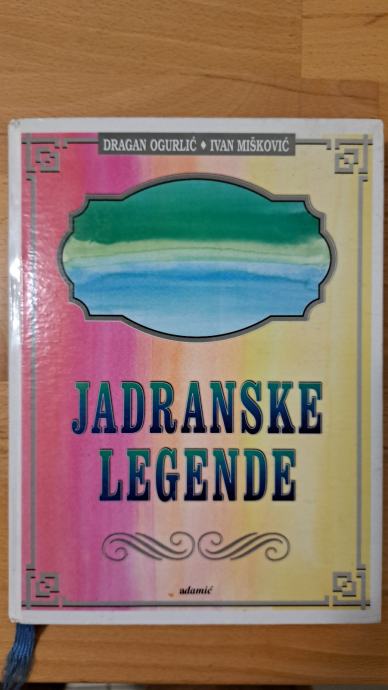 DRAGAN OGURLIĆ ♦ IVAN MIŠKOVIĆ
JADRANSKE
LEGENDE
adamić